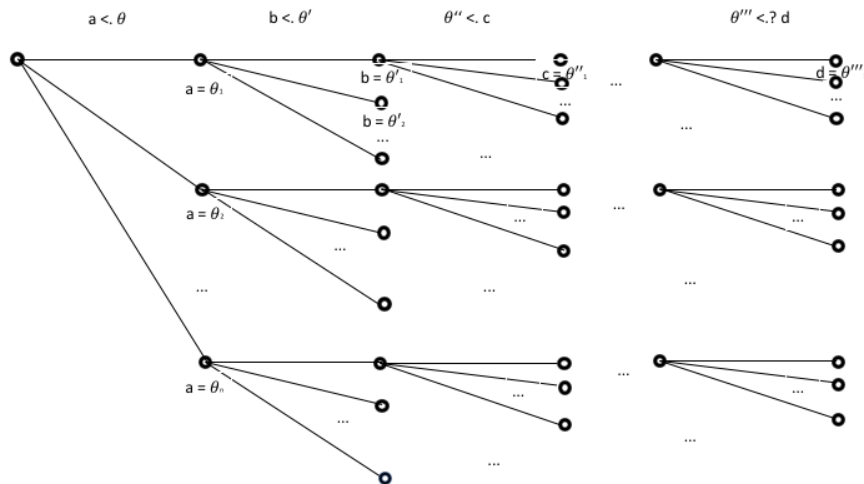 a <. θ b <. θ′ θ″ <. c θ‴ <.? d
a = θ₁ b = θ′₁ c = θ″₁ ... d = θ‴
b = θ′₂ ... ...
... ... ...
a = θ₂ ... ... ...
...
... ... ...
a = θₙ ... ... ...
...
... ...